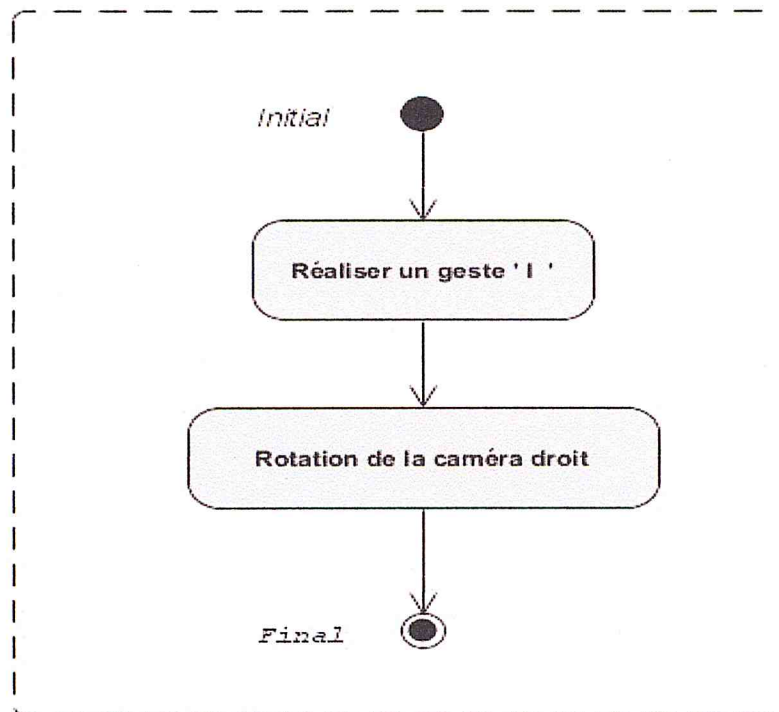 Initial
Réaliser un geste ' I '
Rotation de la caméra droit
Final